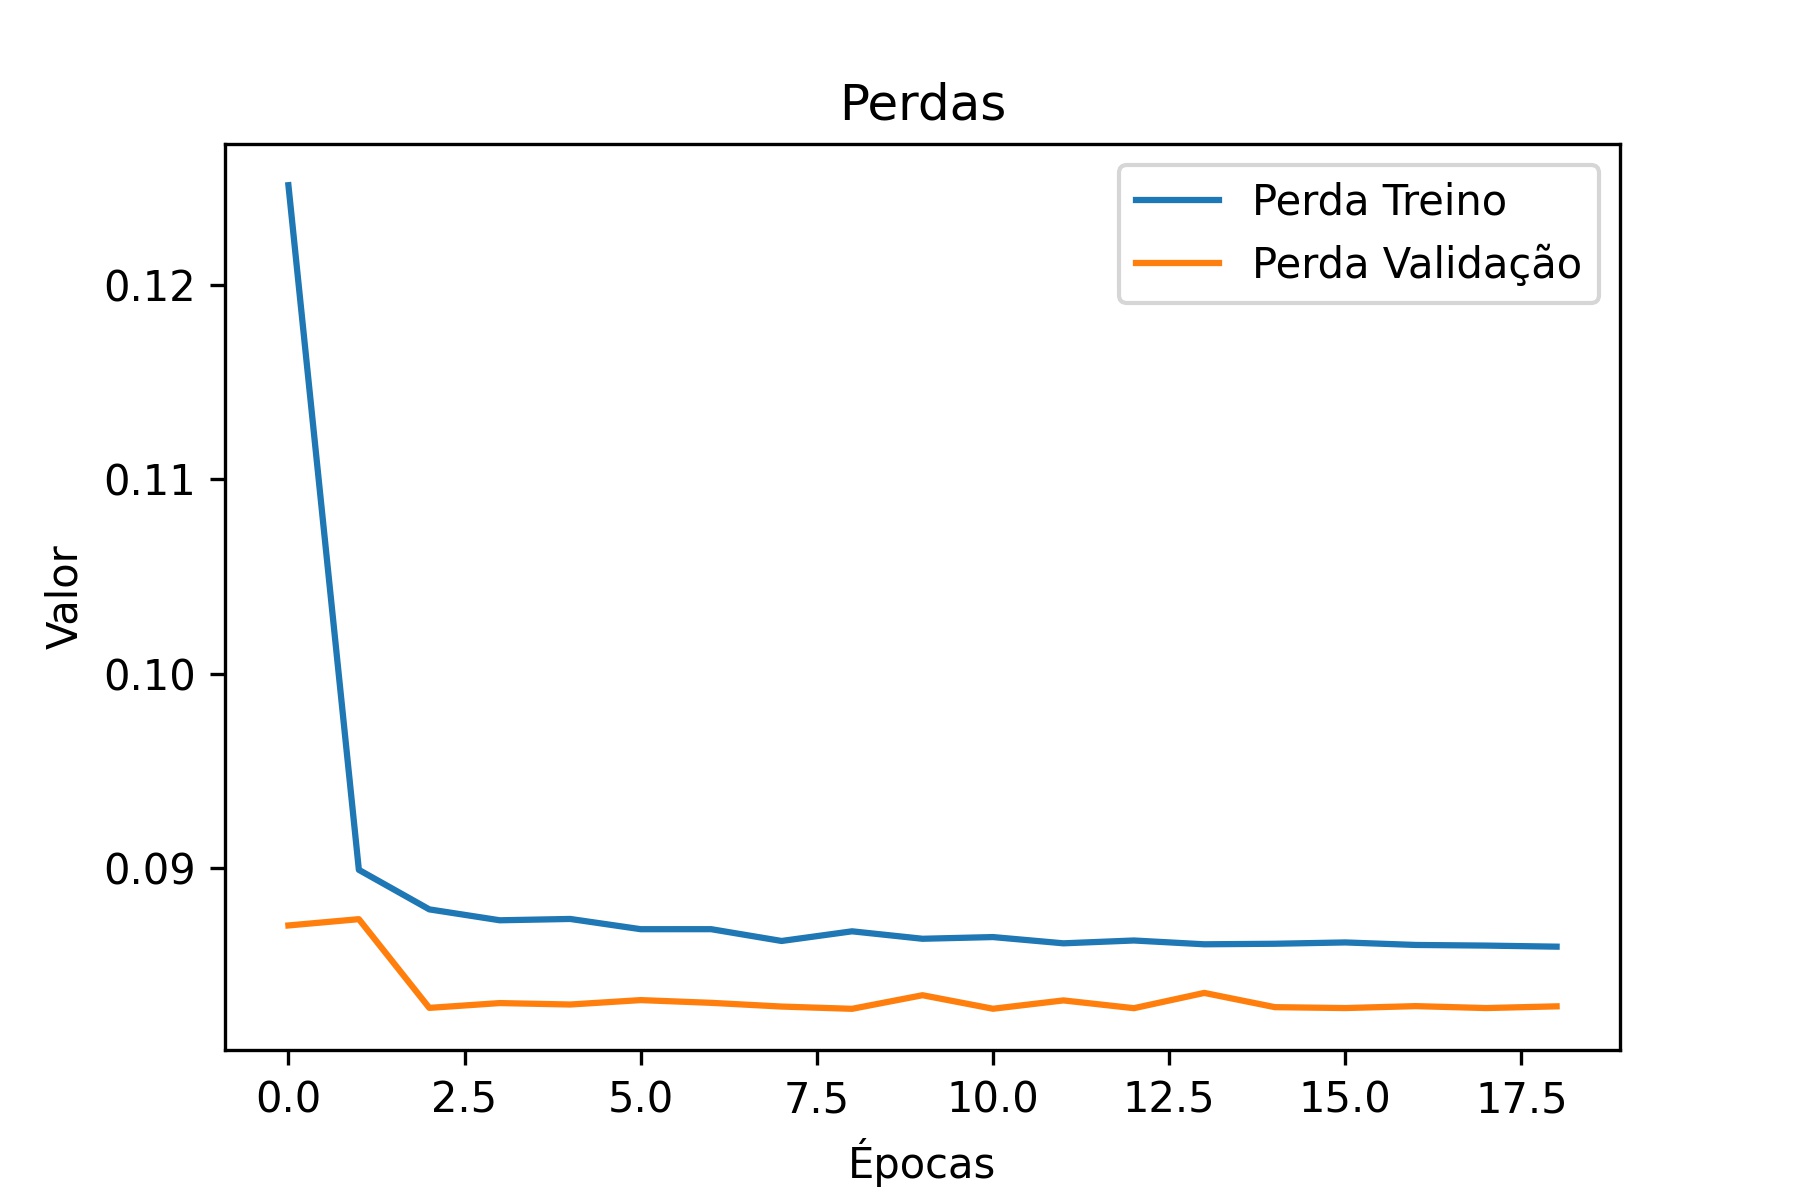 Perdas
Perda Treino
Perda Validação
0.12
0.11
0.10
0.09
Valor
0.0 2.5 5.0 7.5 10.0 12.5 15.0 17.5
Épocas